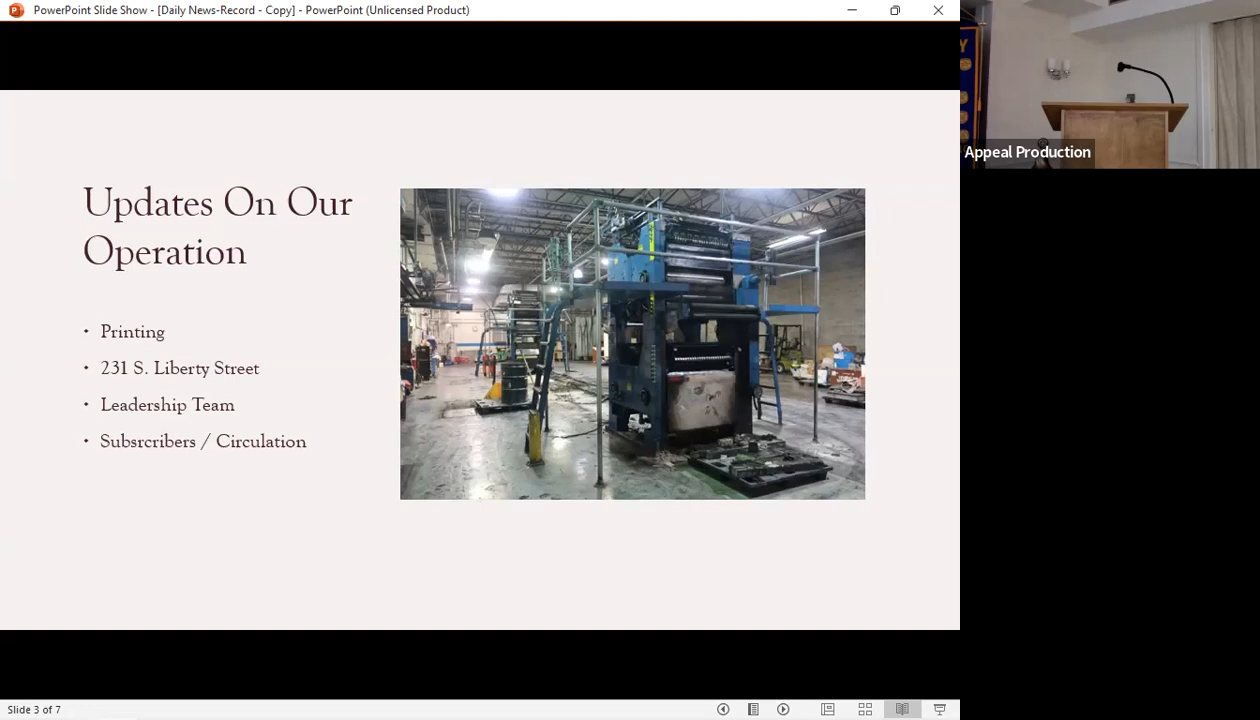 PowerPoint Slide Show - [Daily News-Record - Copy] - PowerPoint (Unlicensed Product)
Updates On Our
Operation
• Printing
• 231 S. Liberty Street
• Leadership Team
• Subsrcribers / Circulation
Appeal Production
Slide 3 of 7